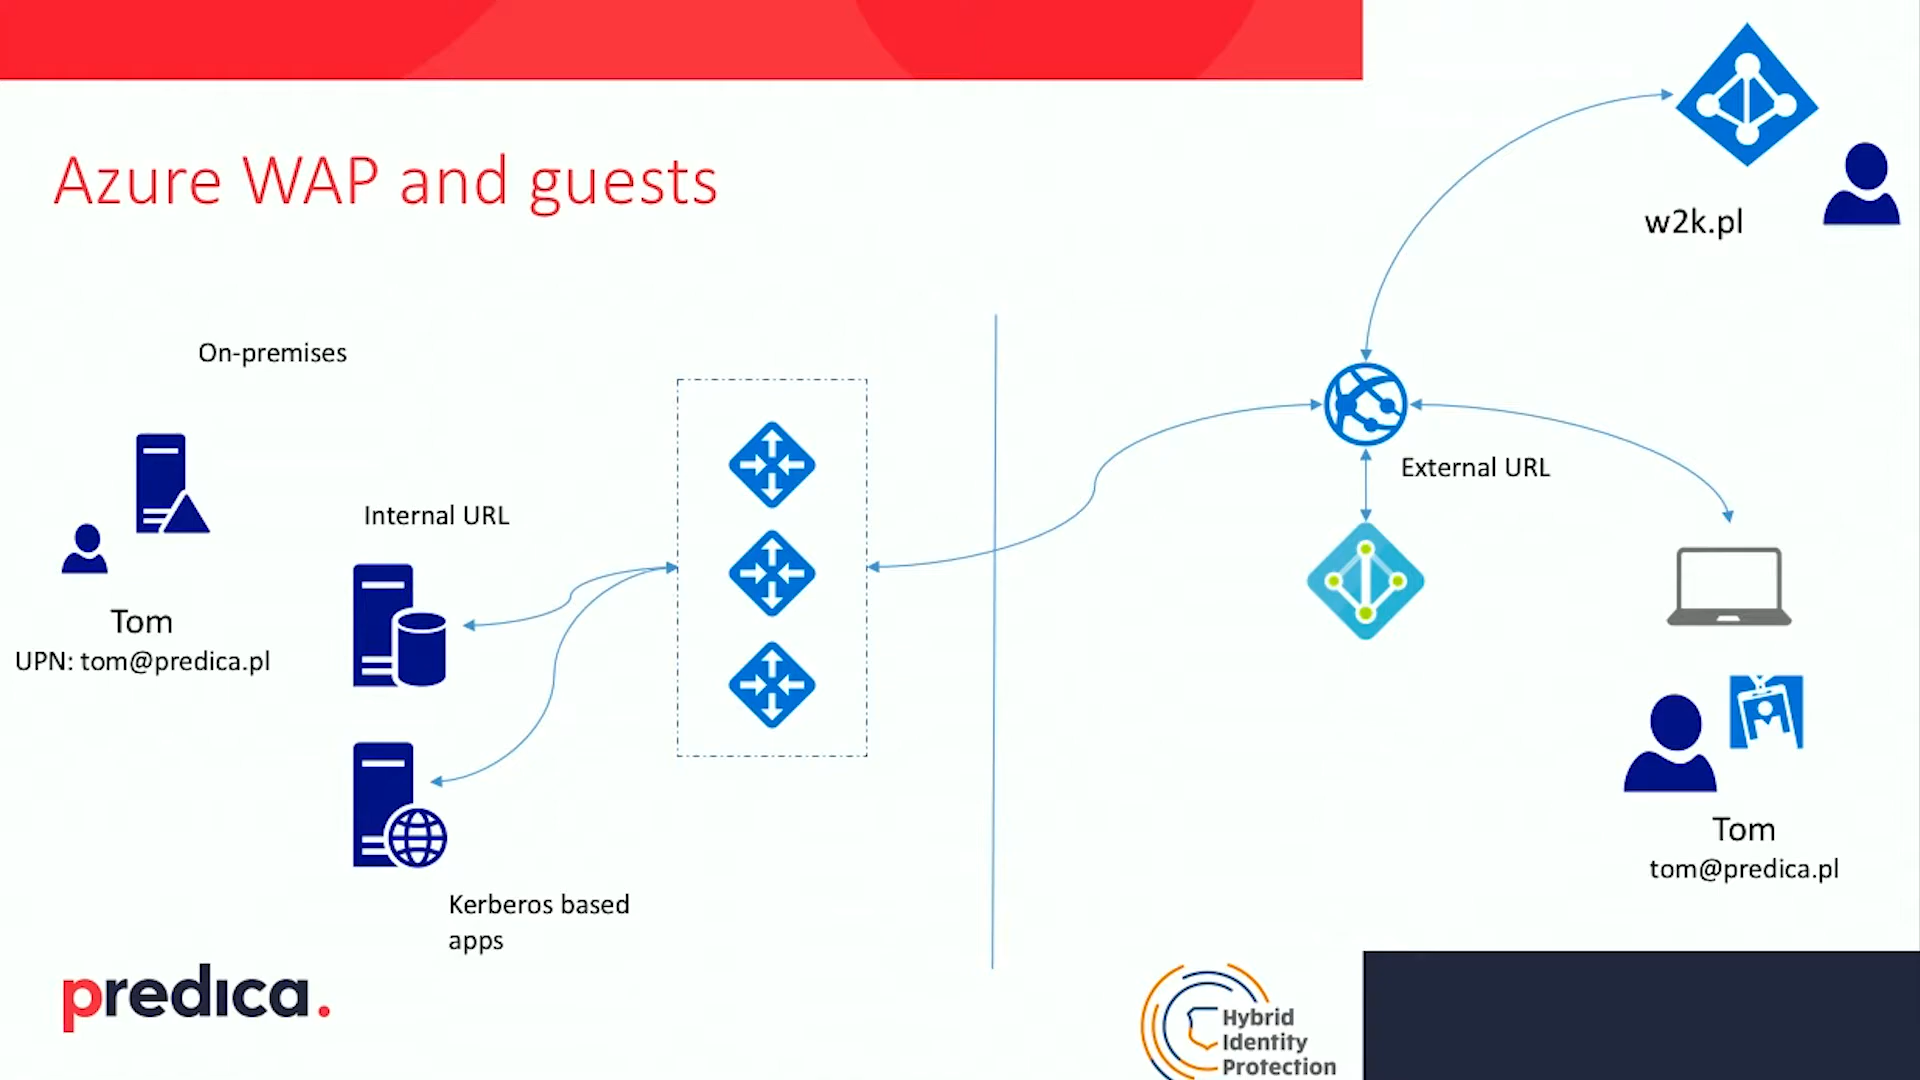 Azure WAP and guests
w2k.pl
On-premises
External URL
Internal URL
Tom
UPN: tom@predica.pl
Tom
tom@predica.pl
Kerberos based
apps
predica.
Hybrid
Identity
Protection